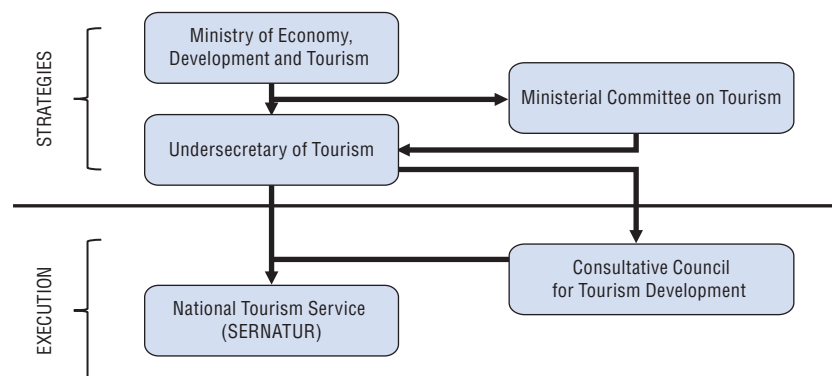 STRATEGIES
Ministry of Economy,
Development and Tourism
Ministerial Committee on Tourism
Undersecretary of Tourism
EXECUTION
Consultative Council
for Tourism Development
National Tourism Service
(SERNATUR)